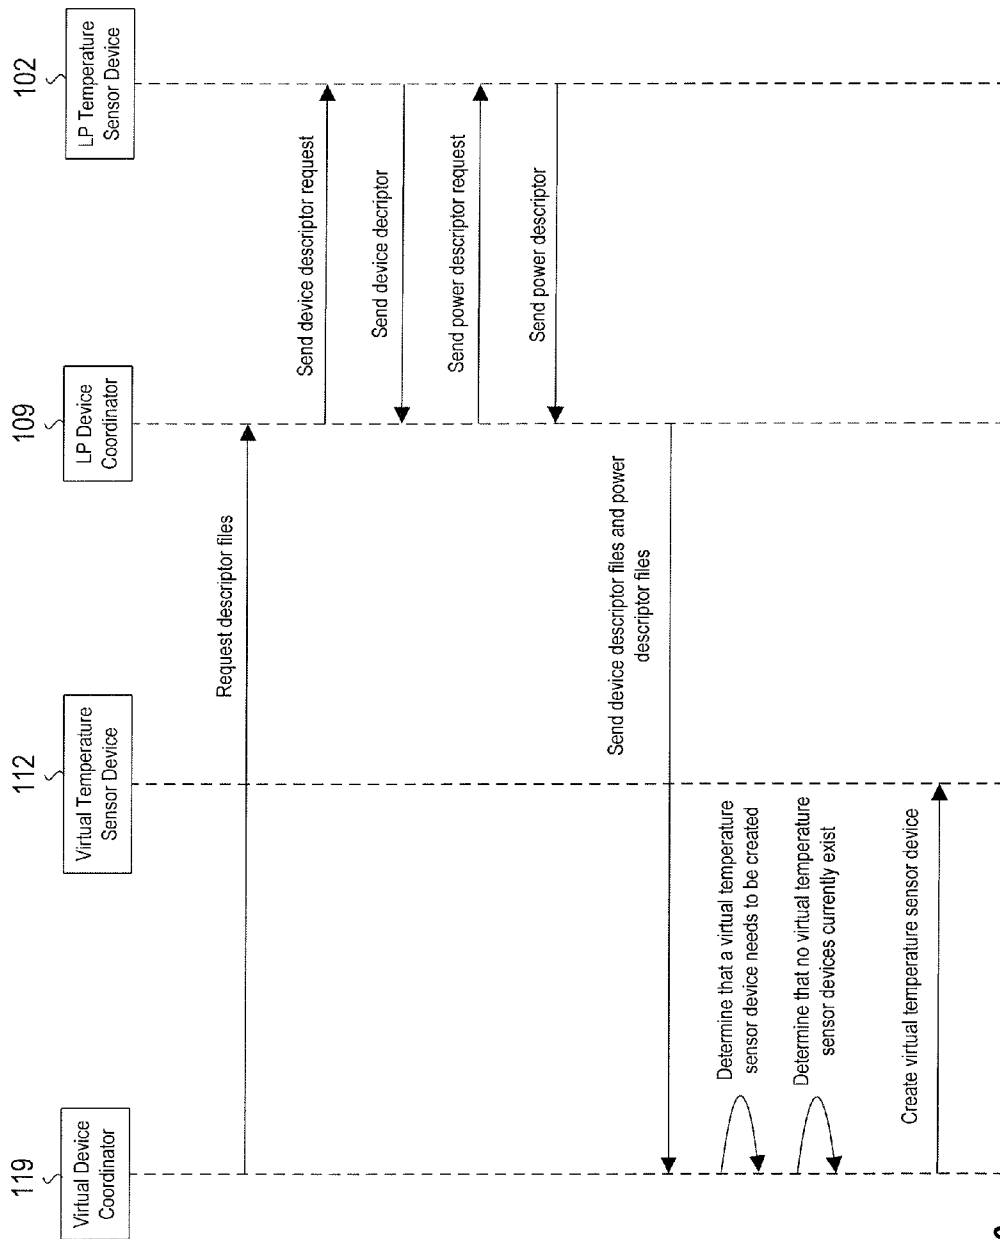 119
Virtual Device
Coordinator
112
Virtual Temperature
Sensor Device
109
LP Device
Coordinator
102
LP Temperature
Sensor Device
Request descriptor files
Send device descriptor request
Send device decriptor
Send power descriptor request
Send power descriptor
Send device descriptor files and power
descriptor files
Determine that a virtual temperature
sensor device needs to be created
Determine that no virtual temperature
sensor devices currently exist
Create virtual temperature sensor device